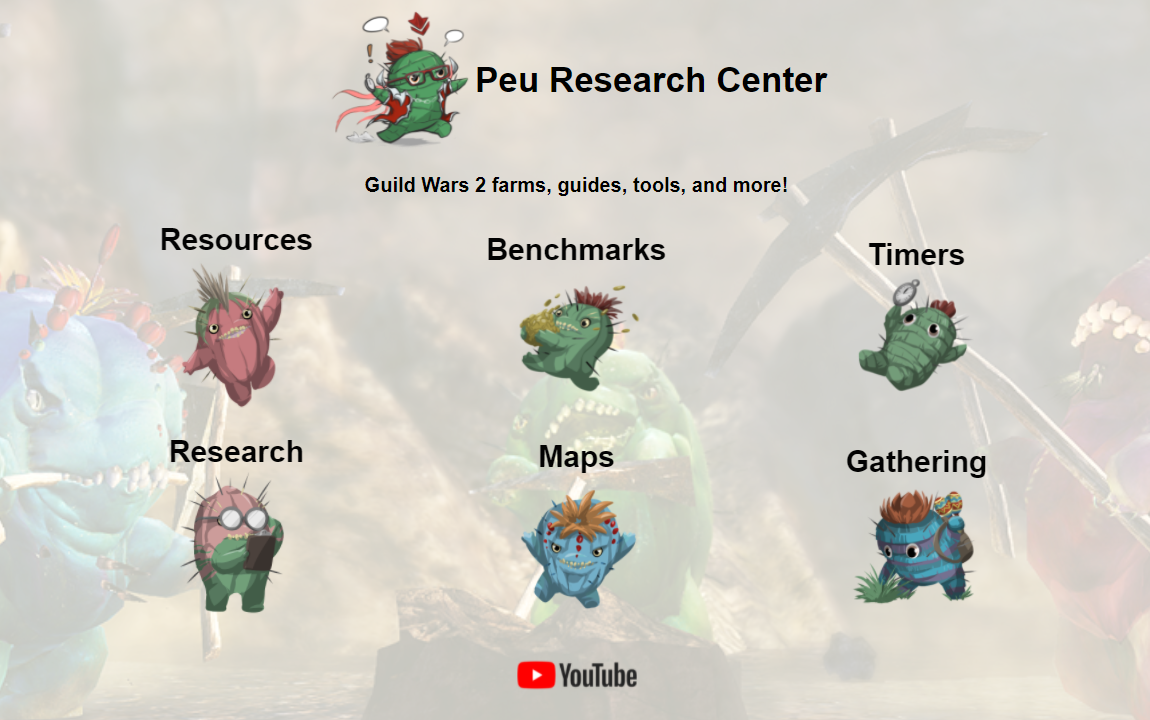 Peu Research Center
Guild Wars 2 farms, guides, tools, and more!
Resources
Benchmarks
Timers
Research
Maps
Gathering
YouTube